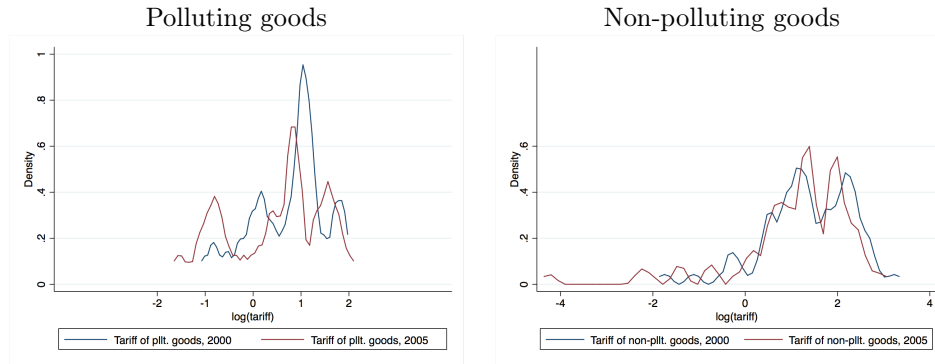 Polluting goods
Non-polluting goods
Density
0
.2
.4
.6
.8
1
-2 -1 0 1 2
log(tariff)
Tariff of pllt. goods, 2000 Tariff of pllt. goods, 2005
Density
0
.2
.4
.6
-4 -2 0 2 4
log(tariff)
Tariff of non-pllt. goods, 2000 Tariff of non-pllt. goods, 2005